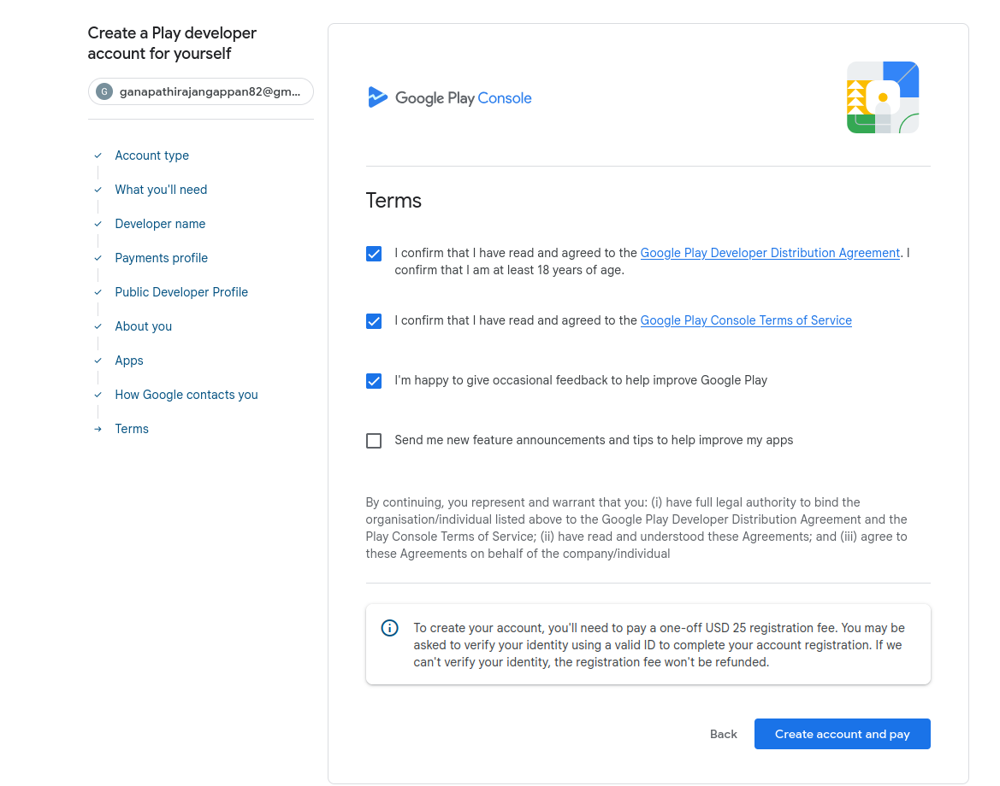 Create a Play developer
account for yourself
G
ganapathirajangappan82@gm...
Account type
What you'll need
Developer name
Payments profile
Public Developer Profile
About you
Apps
How Google contacts you
Terms
Google Play Console
Terms
I confirm that I have read and agreed to the Google Play Developer Distribution Agreement. I
confirm that I am at least 18 years of age.
I confirm that I have read and agreed to the Google Play Console Terms of Service
I'm happy to give occasional feedback to help improve Google Play
Send me new feature announcements and tips to help improve my apps
By continuing, you represent and warrant that you: (i) have full legal authority to bind the
organisation/individual listed above to the Google Play Developer Distribution Agreement and the
Play Console Terms of Service; (ii) have read and understood these Agreements; and (iii) agree to
these Agreements on behalf of the company/individual
To create your account, you'll need to pay a one-off USD 25 registration fee. You may be
asked to verify your identity using a valid ID to complete your account registration. If we
can't verify your identity, the registration fee won't be refunded.
Back
Create account and pay